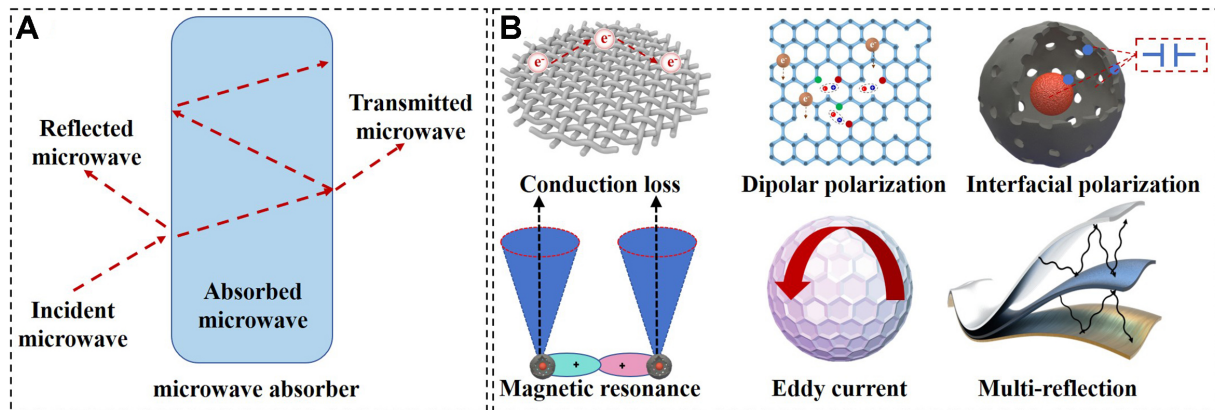 A
Reflected
microwave
Transmitted
microwave
Incident
microwave
Absorbed
microwave
microwave absorber
B
e-
e-
e-
Conduction loss
e-
e-
e-
Dipolar polarization
Interfacial polarization
+
+
Magnetic resonance
Eddy current
Multi-reflection